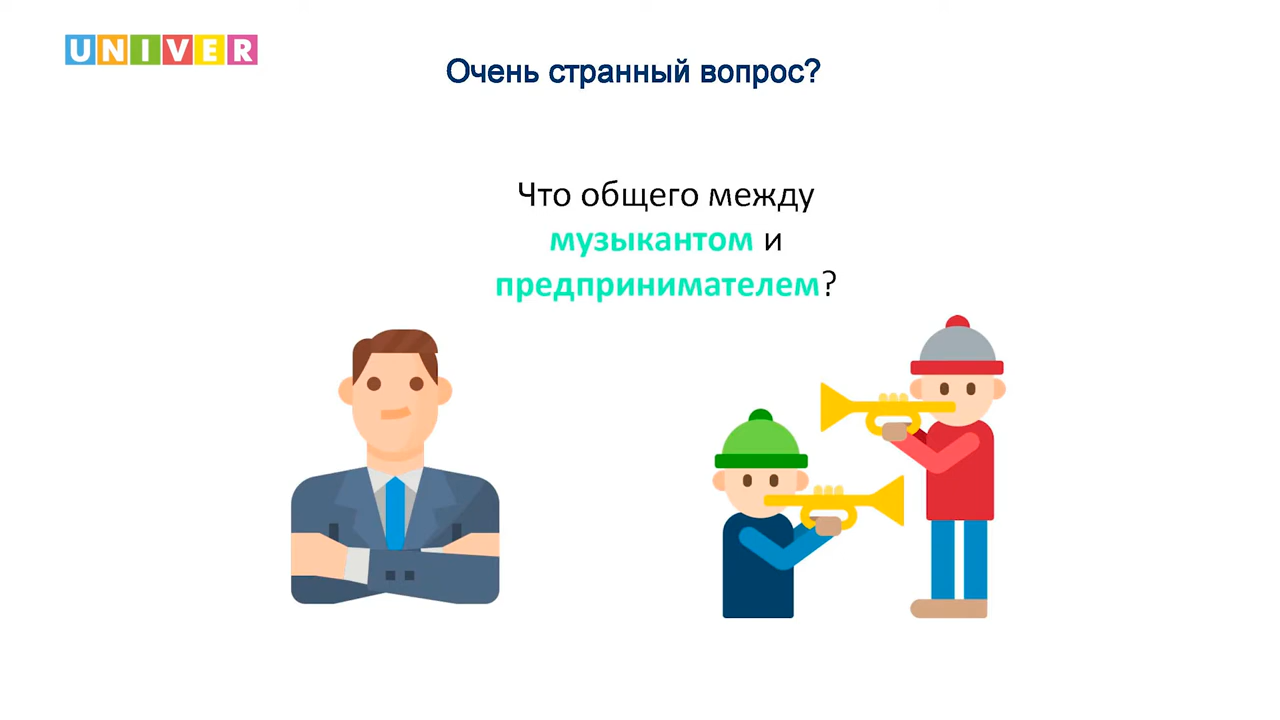 UNIVER
Очень странный вопрос?
Что общего между
музыкантом и
предпринимателем?